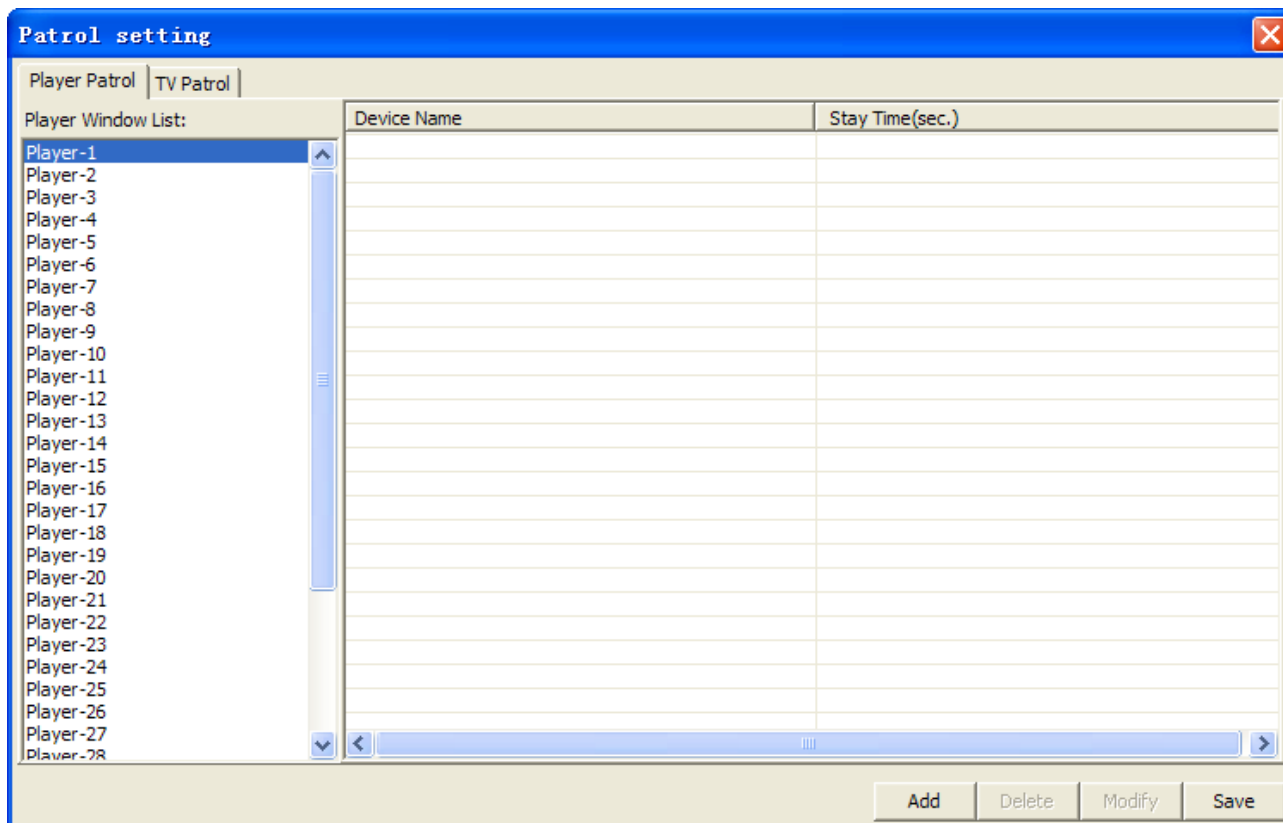 Patrol setting
Player Patrol TV Patrol
Player Window List: Device Name Stay Time(sec.)
Player-1
Player-2
Player-3
Player-4
Player-5
Player-6
Player-7
Player-8
Player-9
Player-10
Player-11
Player-12
Player-13
Player-14
Player-15
Player-16
Player-17
Player-18
Player-19
Player-20
Player-21
Player-22
Player-23
Player-24
Player-25
Player-26
Player-27
Player-28
Add Delete Modify Save